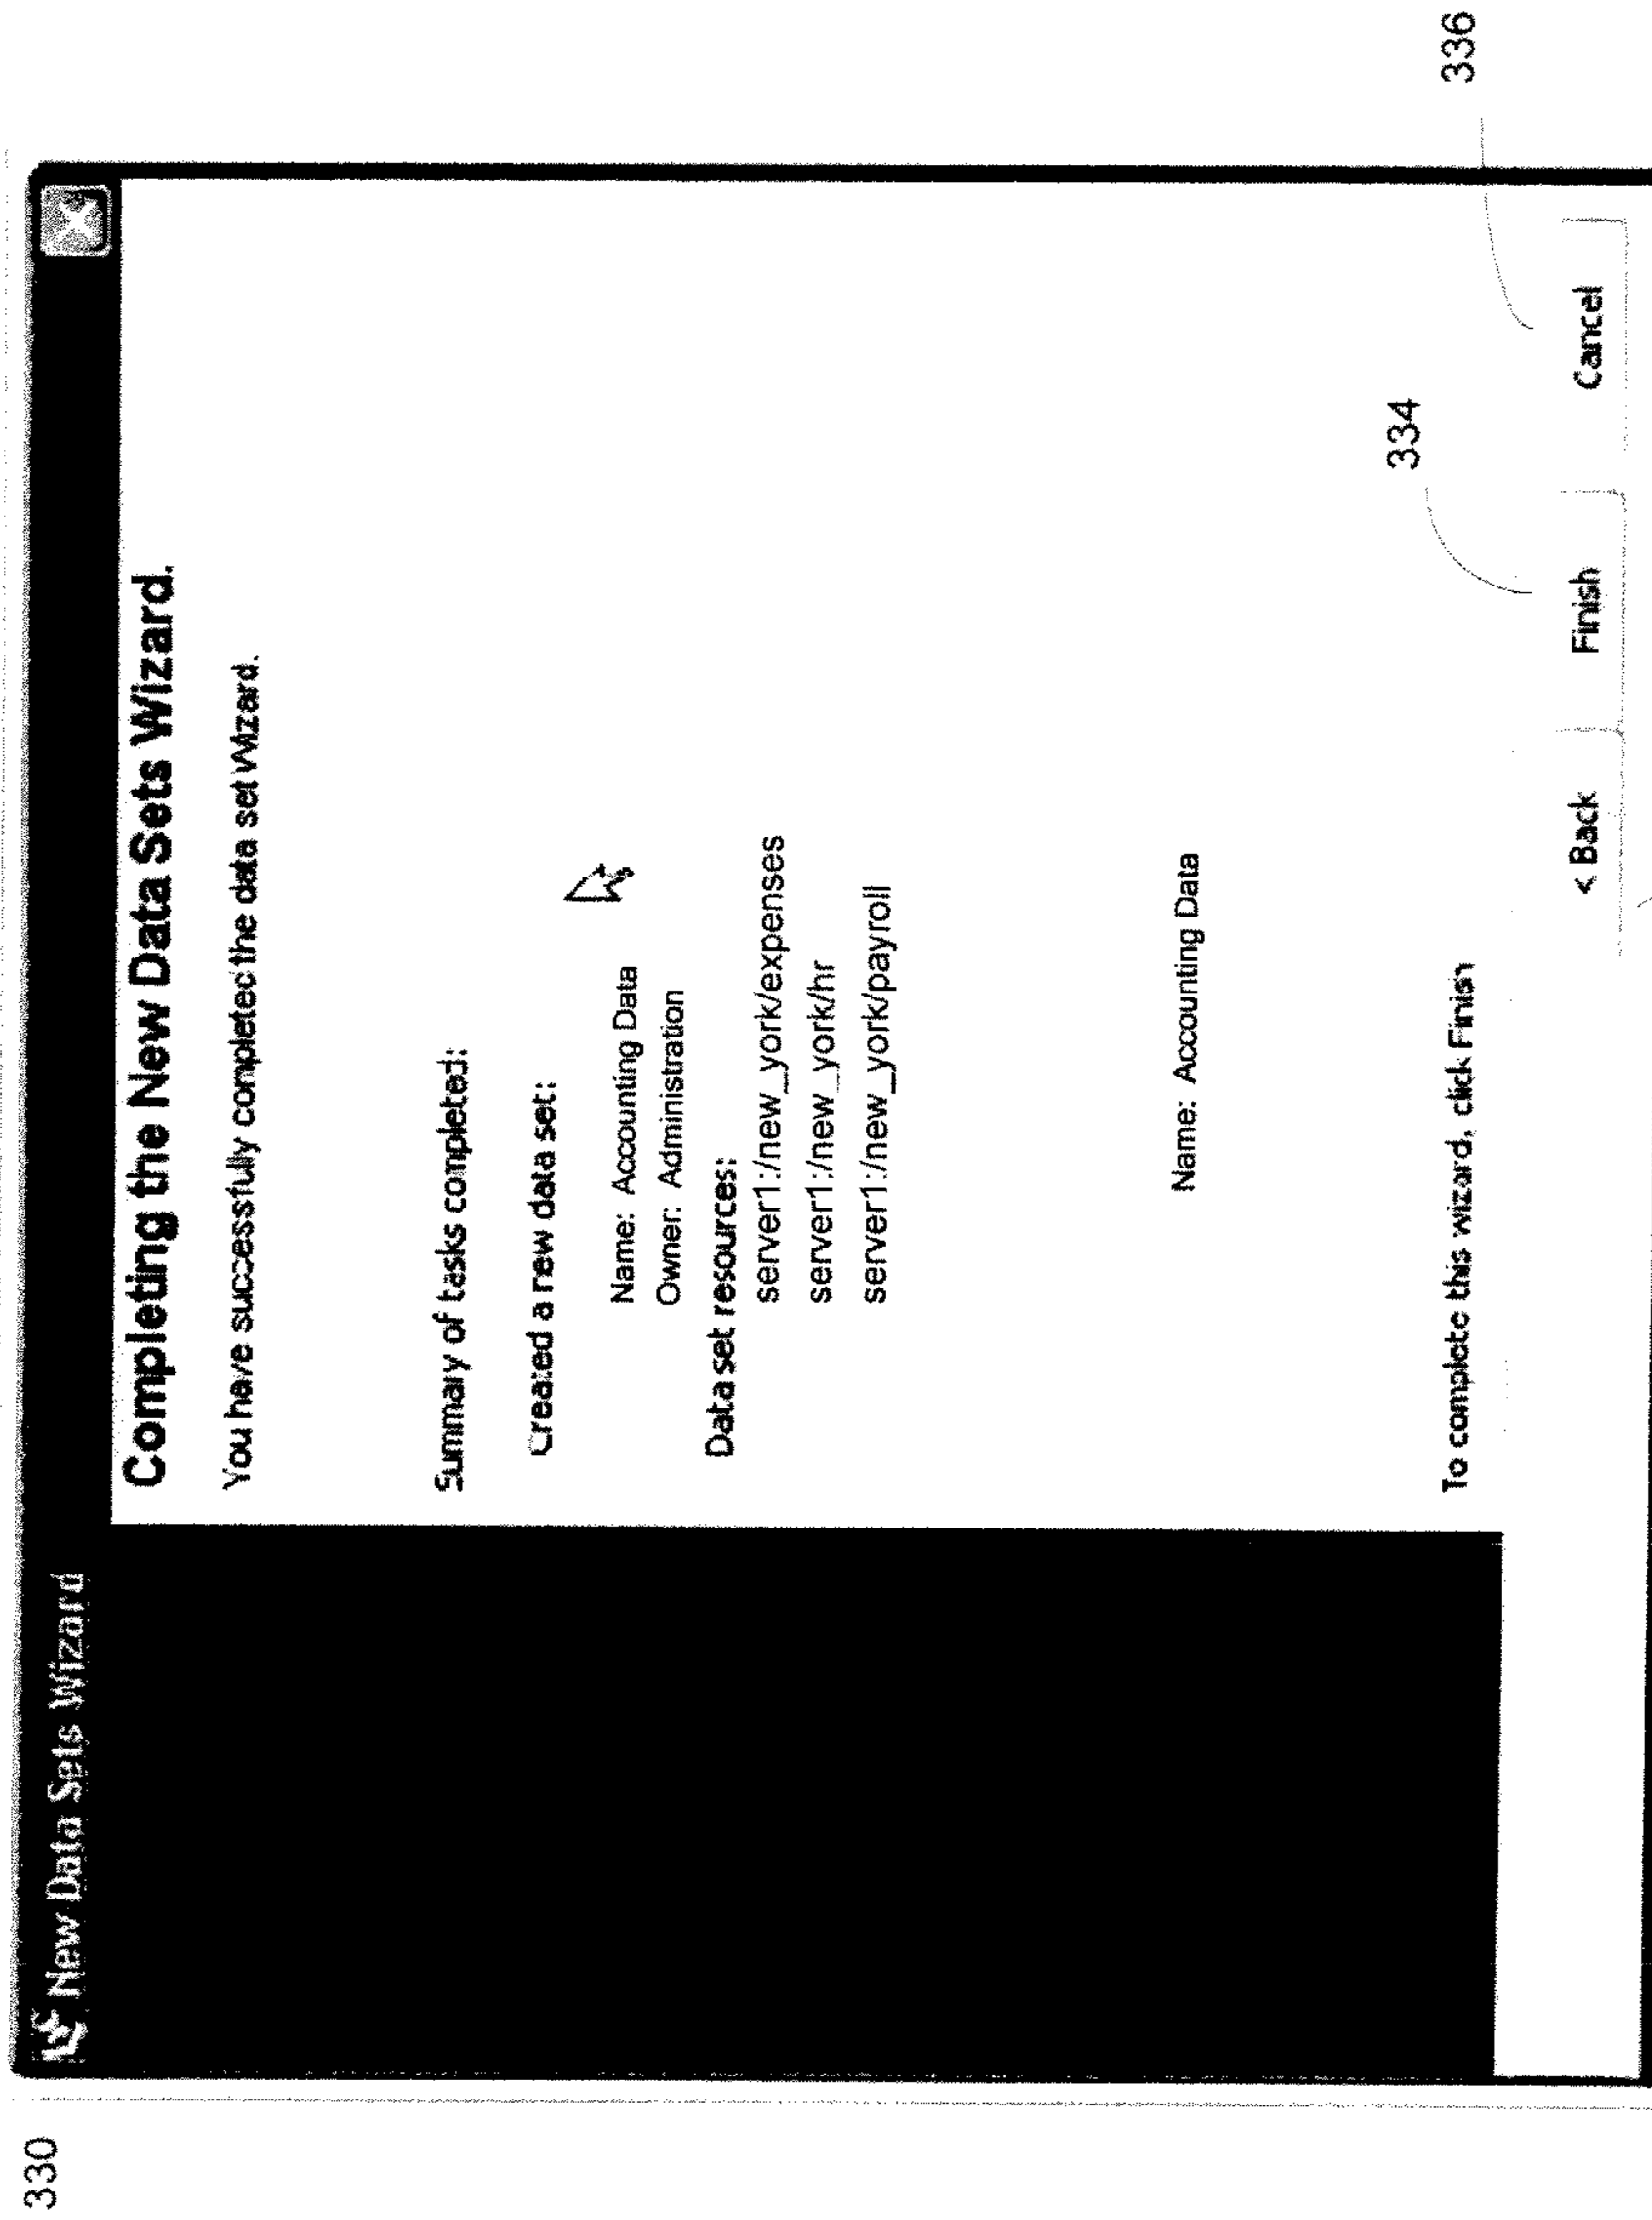 330
New Data Sets Wizard
Completing the New Data Sets Wizard.
You have successfully completed the data set Wizard.
Summary of tasks completed:
Created a new data set:
Name: Accounting Data
Owner: Administration
Data set resources:
server1:/new_york/expenses
server1:/new_york/hr
server1:/new_york/payroll
Name: Accounting Data
To complete this wizard, click Finish
334
336
< Back Finish Cancel